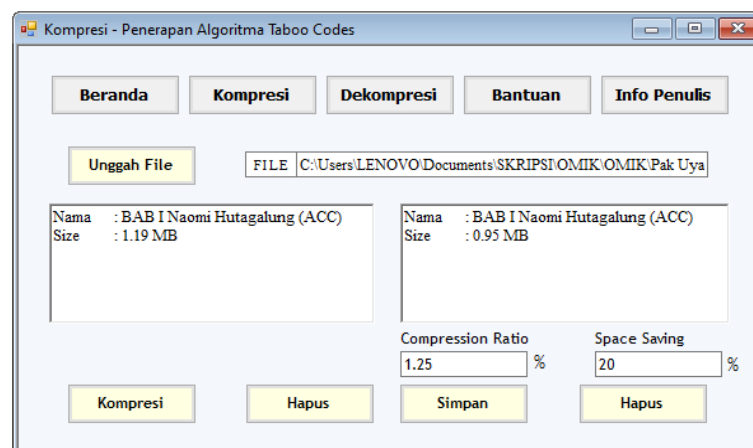 Kompresi - Penerapan Algoritma Taboo Codes
Beranda Kompresi Dekompresi Bantuan Info Penulis
Unggah File FILE C:\Users\LENOVO\Documents\SKRIPSI\OMIK\OMIK\Pak Uya
Nama : BAB I Naomi Hutagalung (ACC)
Size : 1.19 MB
Nama : BAB I Naomi Hutagalung (ACC)
Size : 0.95 MB
Compression Ratio Space Saving
1.25 % 20 %
Kompresi Hapus Simpan Hapus